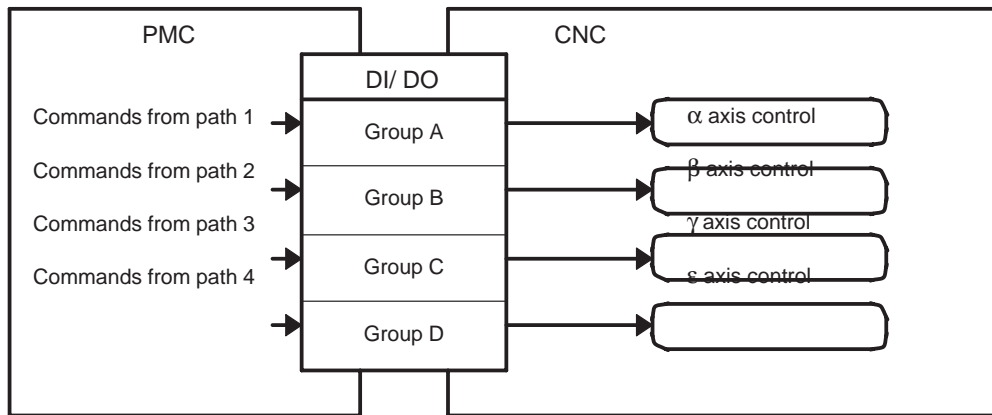 PMC
CNC
DI/ DO
Commands from path 1
Group A
α axis control
Commands from path 2
Group B
β axis control
Commands from path 3
Group C
γ axis control
Commands from path 4
Group D
ε axis control